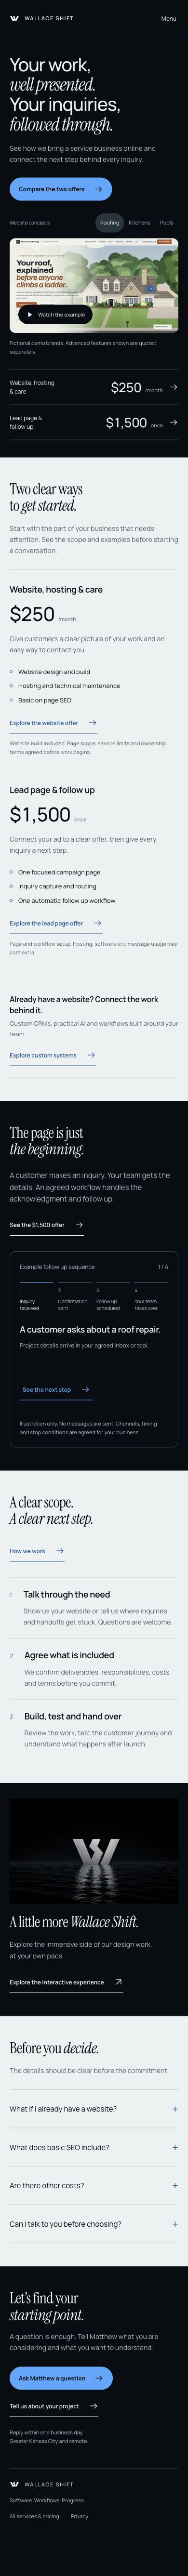 WALLACE SHIFT
Menu
Your work,
well presented.
Your inquiries,
followed through.
See how we bring a service business online and
connect the next step behind every inquiry.
Compare the two offers
Website concepts
Roofing
Kitchens
Pools
Your roof,
explained
before anyone
climbs a ladder.
Watch the example
Fictional demo brands. Advanced features shown are quoted
separately.
Website, hosting
& care
$250 /month
Lead page &
follow up
$1,500 once
Two clear ways
to get started.
Start with the part of your business that needs
attention. See the scope and examples before starting
a conversation.
Website, hosting & care
$250 /month
Give customers a clear picture of your work and an
easy way to contact you.
Website design and build
Hosting and technical maintenance
Basic on page SEO
Explore the website offer
Website build included. Page scope, service limits and ownership
terms agreed before work begins.
Lead page & follow up
$1,500 once
Connect your ad to a clear offer, then give every
inquiry a next step.
One focused campaign page
Inquiry capture and routing
One automatic follow up workflow
Explore the lead page offer
Page and workflow setup. Hosting, software and message usage may
cost extra.
Already have a website? Connect the work
behind it.
Custom CRMs, practical AI and workflows built around your
team.
Explore custom systems
The page is just
the beginning.
A customer makes an inquiry. Your team gets the
details. An agreed workflow handles the
acknowledgment and follow up.
See the $1,500 offer
Example follow up sequence
1 / 4
1
Inquiry
received
2
Confirmation
sent
3
Follow up
scheduled
4
Your team
takes over
A customer asks about a roof repair.
Project details arrive in your agreed inbox or tool.
See the next step
Illustration only. No messages are sent. Channels, timing
and stop conditions are agreed for your business.
A clear scope.
A clear next step.
How we work
1
Talk through the need
Show us your website or tell us where inquiries
and handoffs get stuck. Questions are welcome.
2
Agree what is included
We confirm deliverables, responsibilities, costs
and terms before you commit.
3
Build, test and hand over
Review the work, test the customer journey and
understand what happens after launch.
A little more Wallace Shift.
Explore the immersive side of our design work,
at your own pace.
Explore the interactive experience
Before you decide.
The details should be clear before the commitment.
What if I already have a website?
What does basic SEO include?
Are there other costs?
Can I talk to you before choosing?
Let's find your
starting point.
A question is enough. Tell Matthew what you are
considering and what you want to understand.
Ask Matthew a question
Tell us about your project
Reply within one business day.
Greater Kansas City and remote.
WALLACE SHIFT
Software. Workflows. Progress.
All services & pricing
Privacy